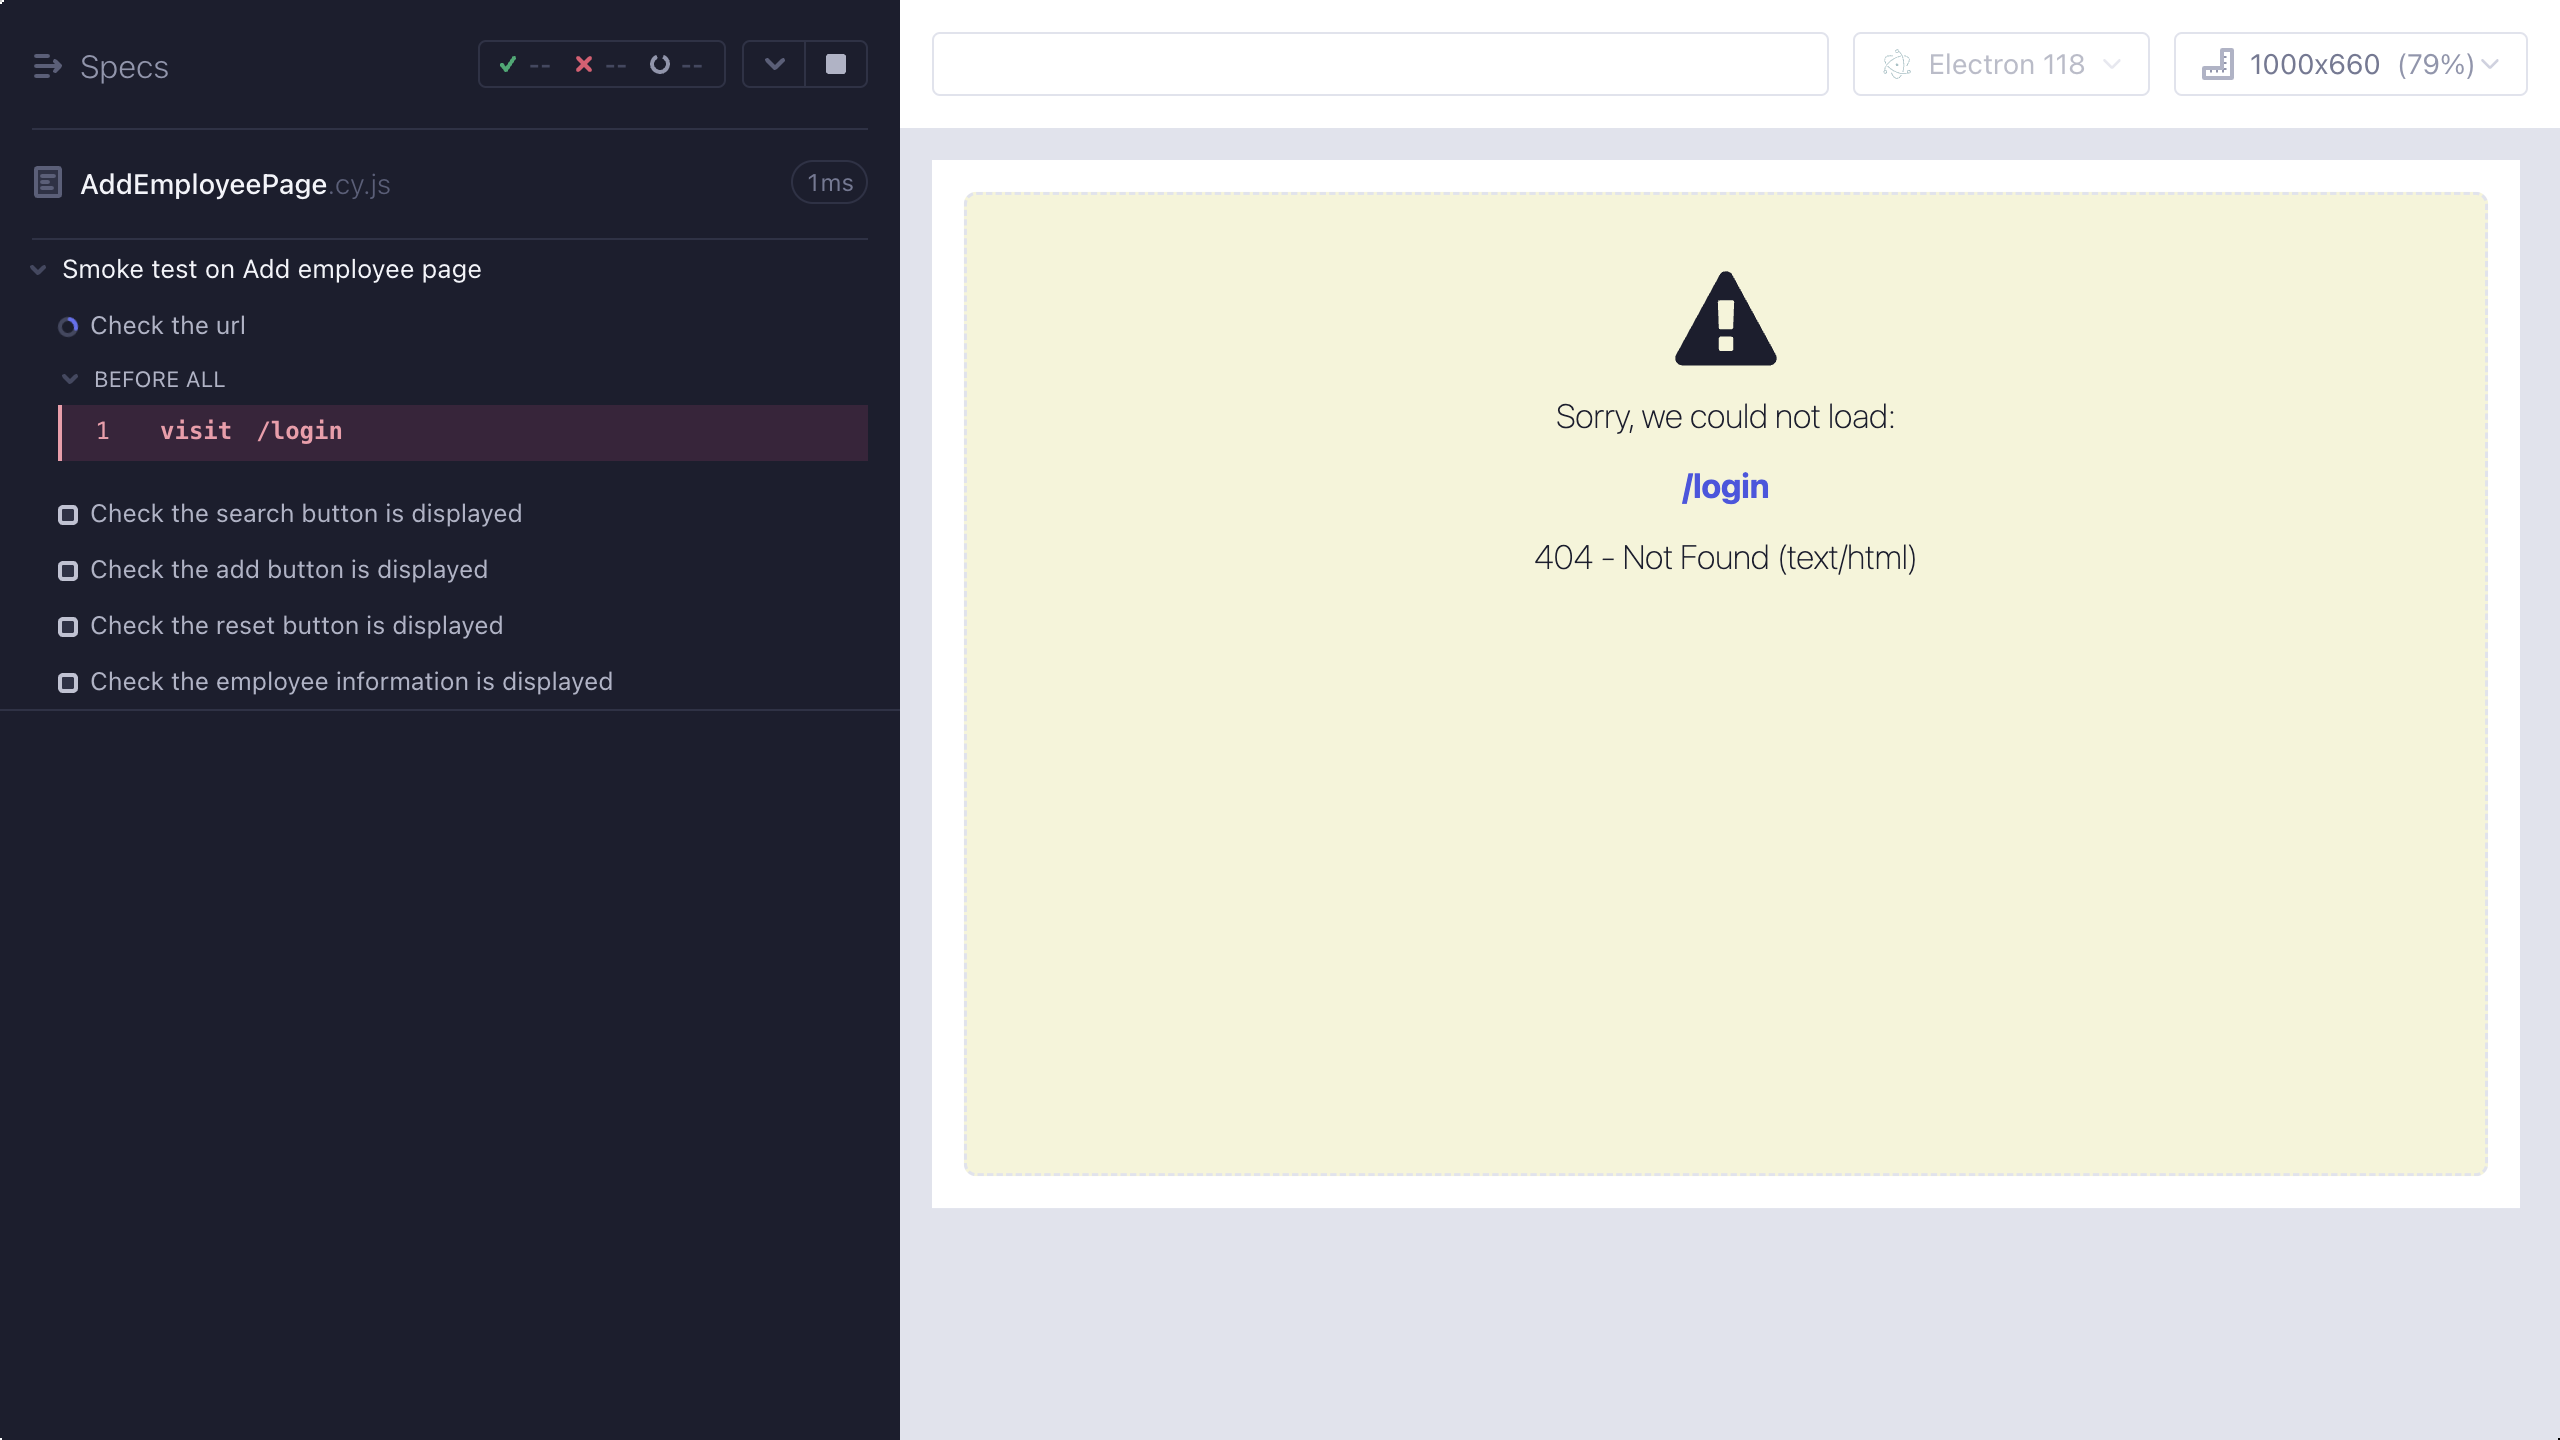 Specs
-- -- --
AddEmployeePage.cy.js
1ms
Smoke test on Add employee page
Check the url
BEFORE ALL
1 visit /login
Check the search button is displayed
Check the add button is displayed
Check the reset button is displayed
Check the employee information is displayed
Electron 118
1000x660 (79%)
Sorry, we could not load:
/login
404 - Not Found (text/html)